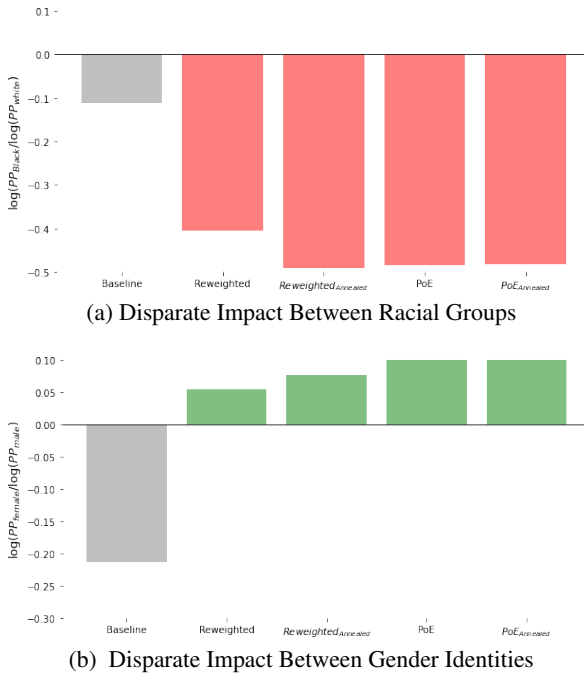 0.1
0.0
−0.1
−0.2
−0.3
−0.4
−0.5
log(PP_Black/log(PP_white)
Baseline Reweighted Reweighted_Annealed PoE PoE_Annealed
(a) Disparate Impact Between Racial Groups
0.10
0.05
0.00
−0.05
−0.10
−0.15
−0.20
−0.25
−0.30
log(PP_female/log(PP_male)
Baseline Reweighted Reweighted_Annealed PoE PoE_Annealed
(b) Disparate Impact Between Gender Identities